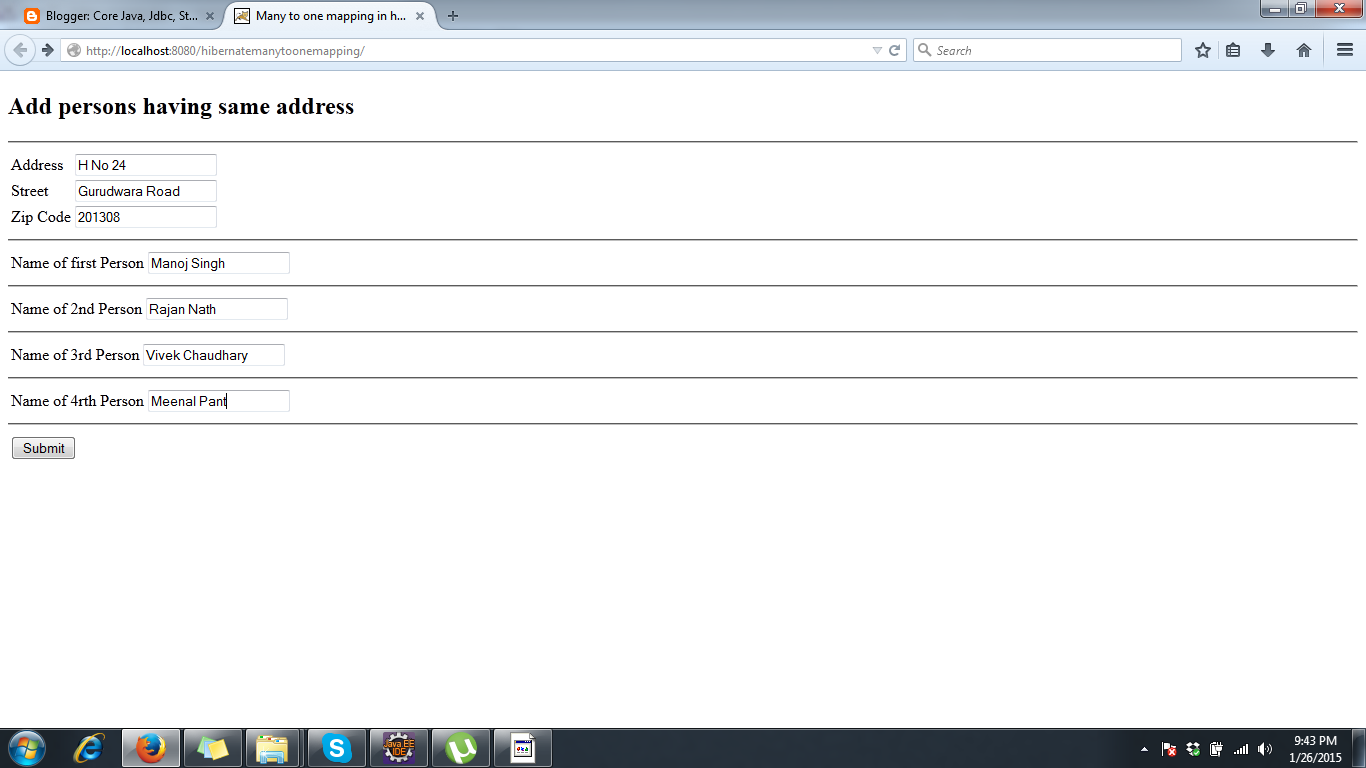 Blogger: Core Java, Jdbc, St...
Many to one mapping in h...
http://localhost:8080/hibernatemanytoonemapping/
Search
Add persons having same address
Address H No 24
Street Gurudwara Road
Zip Code 201308
Name of first Person Manoj Singh
Name of 2nd Person Rajan Nath
Name of 3rd Person Vivek Chaudhary
Name of 4rth Person Meenal Pant
Submit
Java EE
IDE
9:43 PM
1/26/2015